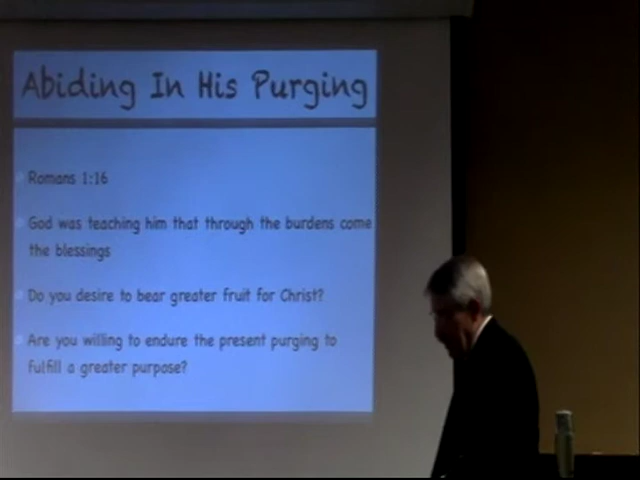 Abiding In His Purging
Romans 1:16
God was teaching him that through the burdens come
the blessings
Do you desire to bear greater fruit for Christ?
Are you willing to endure the present purging to
fulfill a greater purpose?